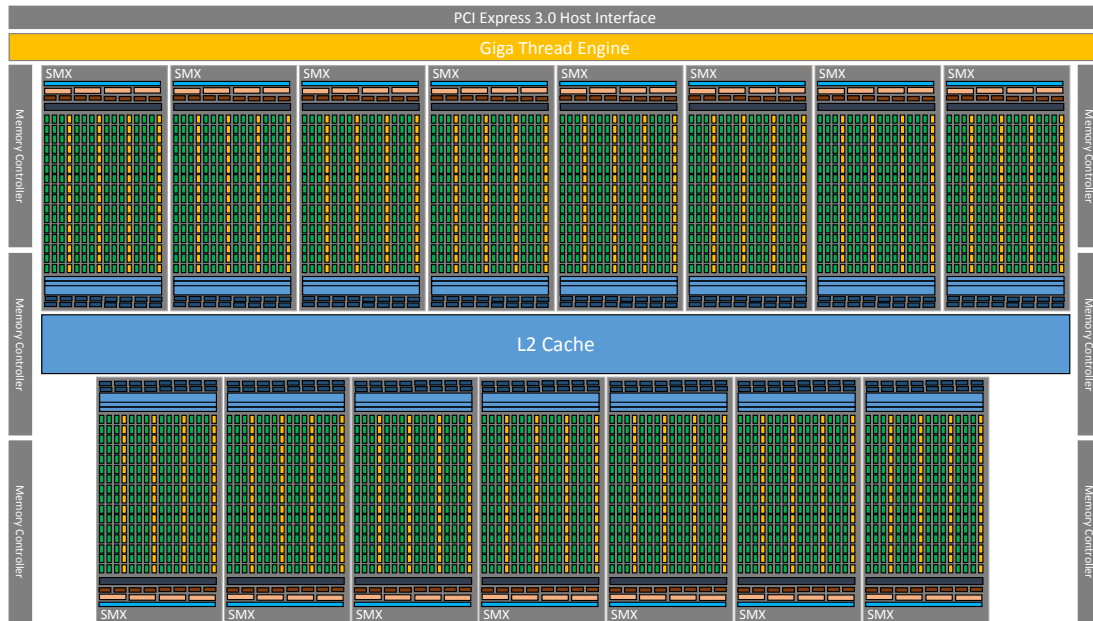 PCI Express 3.0 Host Interface
Giga Thread Engine
SMX
SMX
SMX
SMX
SMX
SMX
SMX
SMX
Memory Controller
Memory Controller
Memory Controller
Memory Controller
L2 Cache
Memory Controller
Memory Controller
SMX
SMX
SMX
SMX
SMX
SMX
SMX